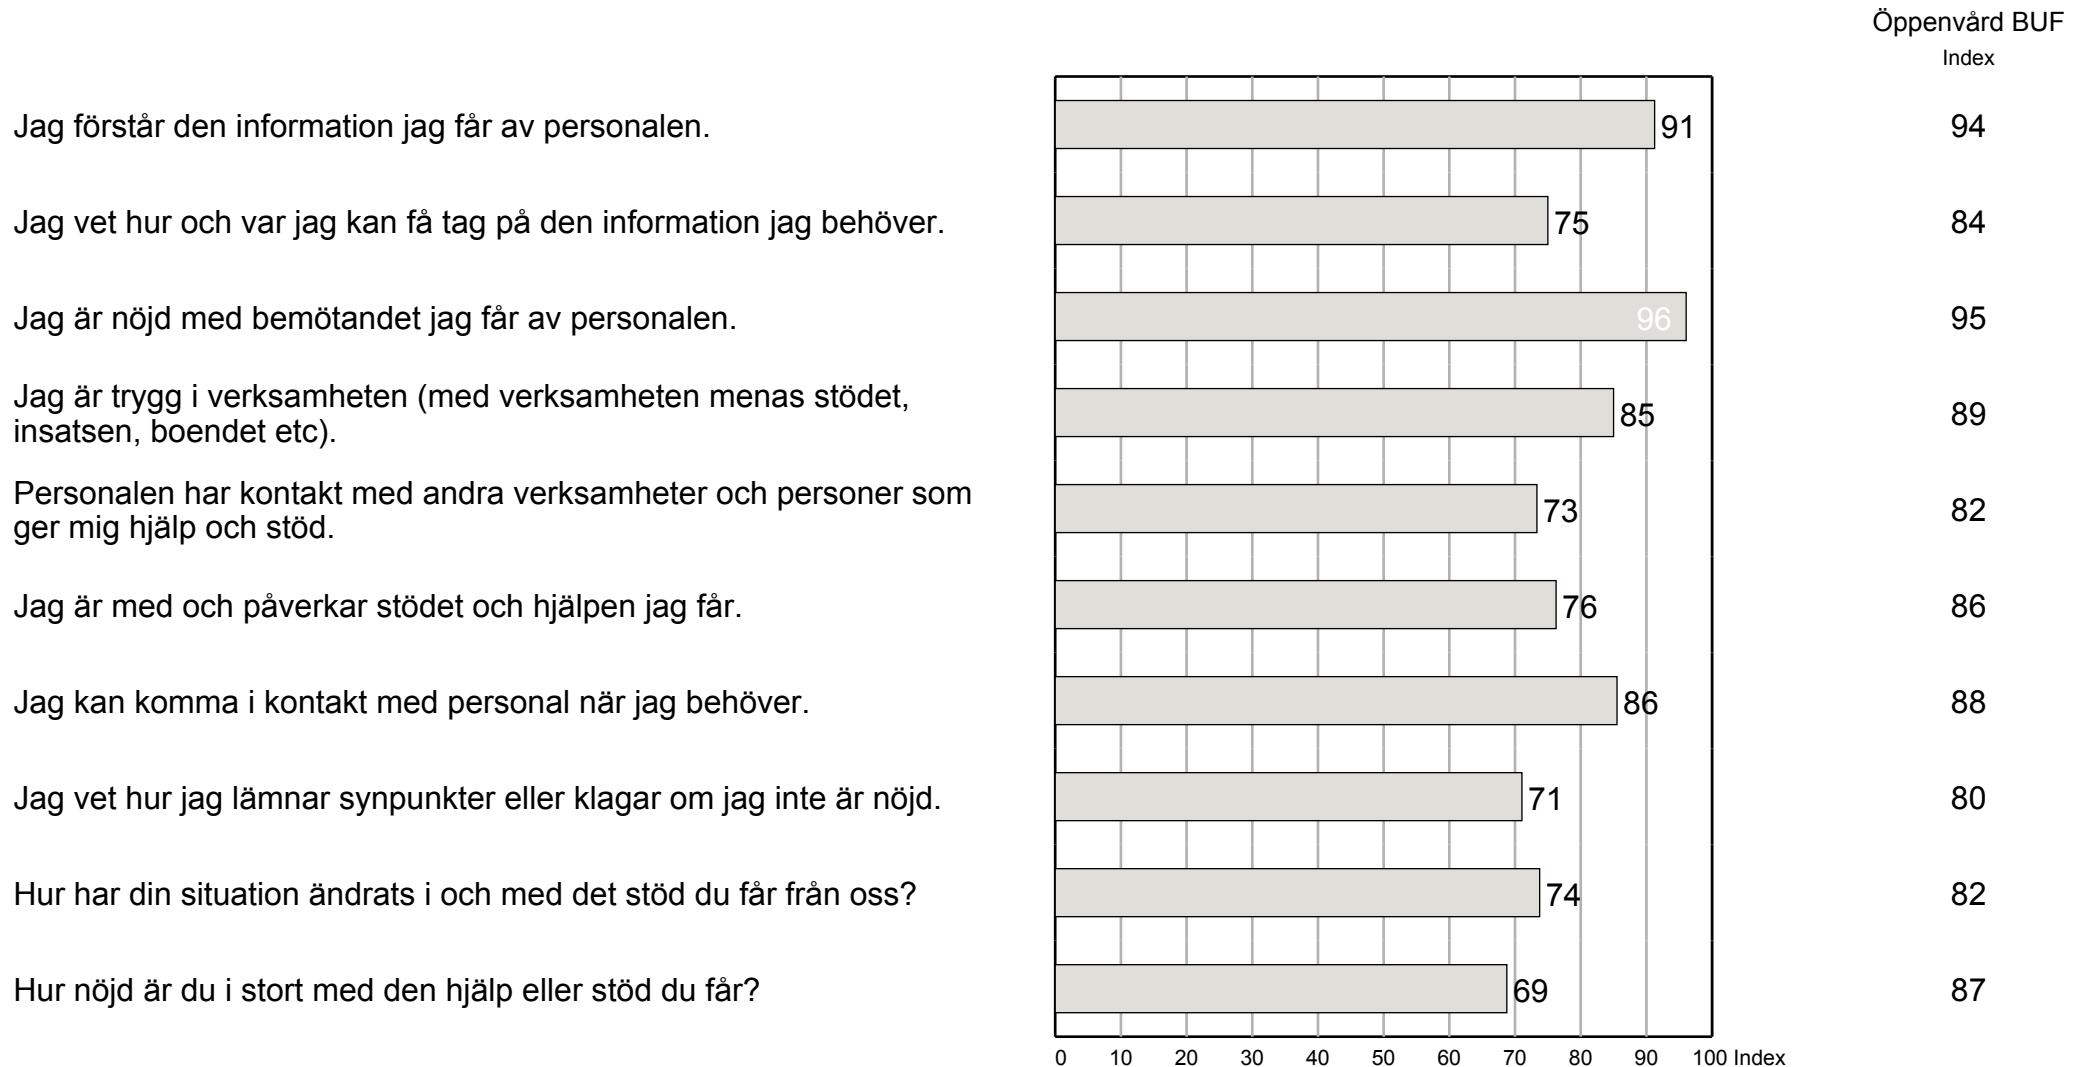 Öppenvård BUF
Index
Jag förstår den information jag får av personalen. 91 94
Jag vet hur och var jag kan få tag på den information jag behöver. 75 84
Jag är nöjd med bemötandet jag får av personalen. 96 95
Jag är trygg i verksamheten (med verksamheten menas stödet,
insatsen, boendet etc). 85 89
Personalen har kontakt med andra verksamheter och personer som
ger mig hjälp och stöd. 73 82
Jag är med och påverkar stödet och hjälpen jag får. 76 86
Jag kan komma i kontakt med personal när jag behöver. 86 88
Jag vet hur jag lämnar synpunkter eller klagar om jag inte är nöjd. 71 80
Hur har din situation ändrats i och med det stöd du får från oss? 74 82
Hur nöjd är du i stort med den hjälp eller stöd du får? 69 87
0 10 20 30 40 50 60 70 80 90 100 Index